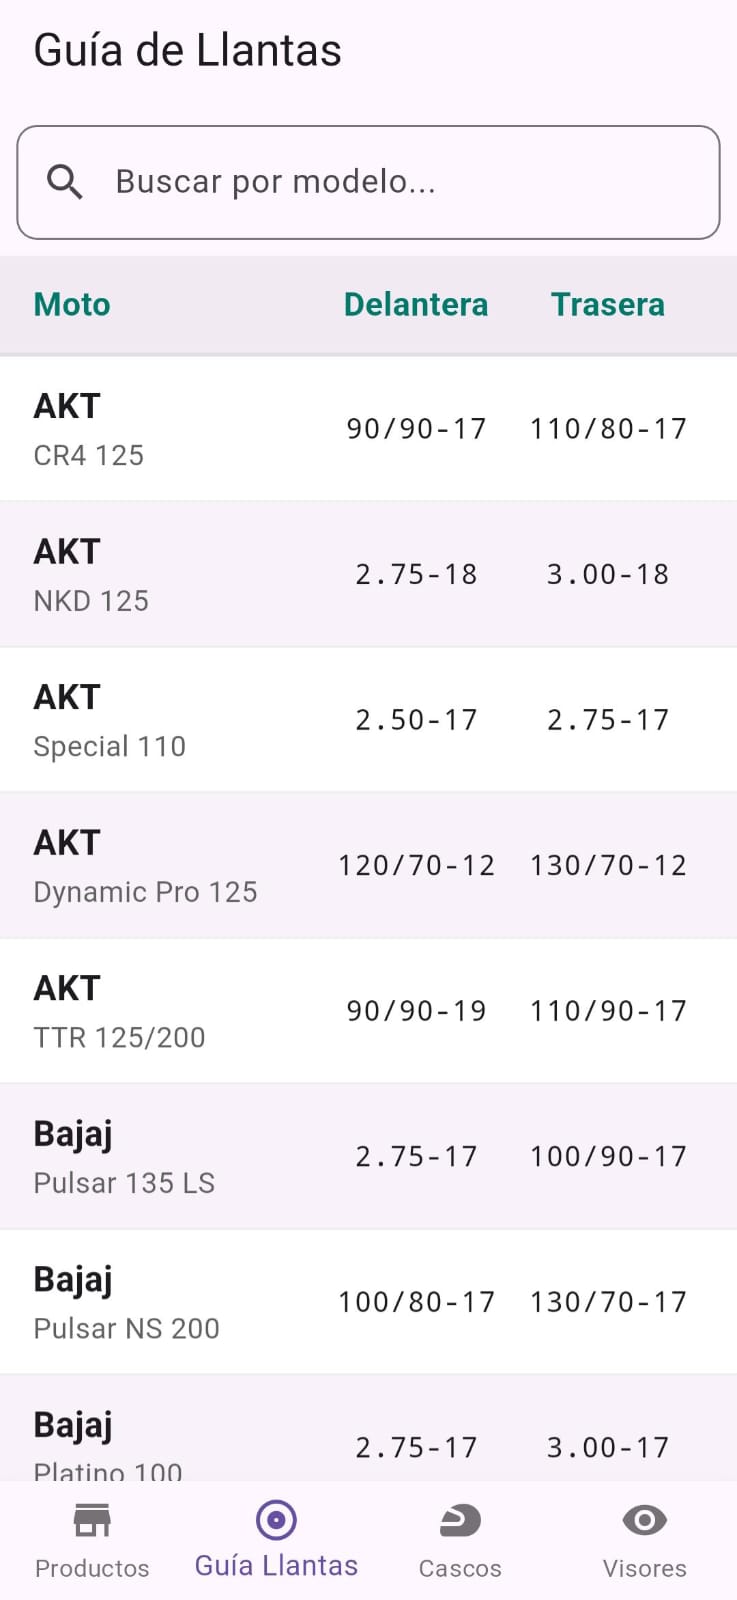 Guía de Llantas
Buscar por modelo...
Moto Delantera Trasera
AKT
CR4 125
90/90-17 110/80-17
AKT
NKD 125
2.75-18 3.00-18
AKT
Special 110
2.50-17 2.75-17
AKT
Dynamic Pro 125
120/70-12 130/70-12
AKT
TTR 125/200
90/90-19 110/90-17
Bajaj
Pulsar 135 LS
2.75-17 100/90-17
Bajaj
Pulsar NS 200
100/80-17 130/70-17
Bajaj
Platino 100
2.75-17 3.00-17
Productos Guía Llantas Cascos Visores